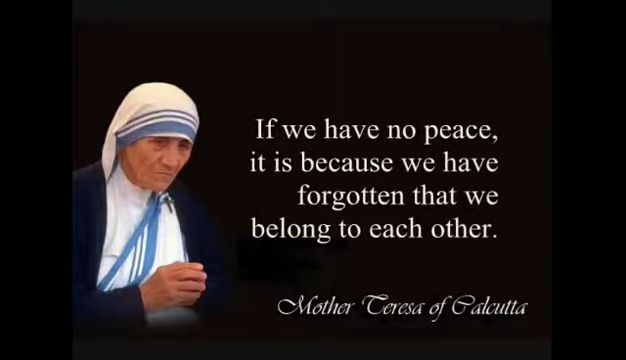 If we have no peace,
it is because we have
forgotten that we
belong to each other.
Mother Teresa of Calcutta